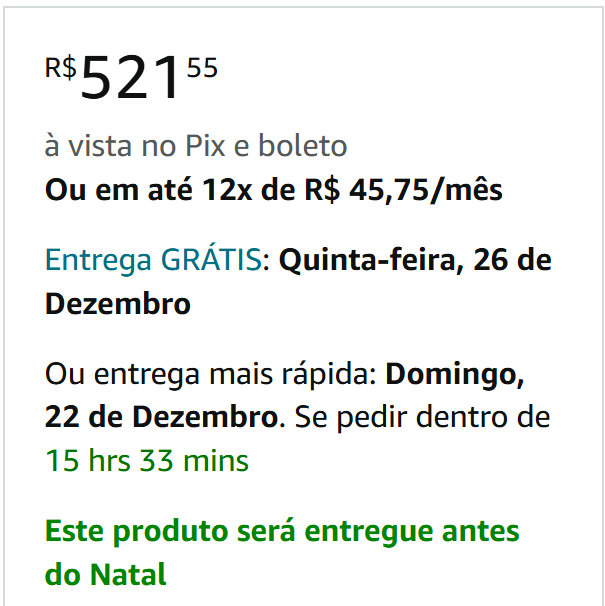 R$521 55
à vista no Pix e boleto
Ou em até 12x de R$ 45,75/mês
Entrega GRÁTIS: Quinta-feira, 26 de
Dezembro
Ou entrega mais rápida: Domingo,
22 de Dezembro. Se pedir dentro de
15 hrs 33 mins
Este produto será entregue antes
do Natal